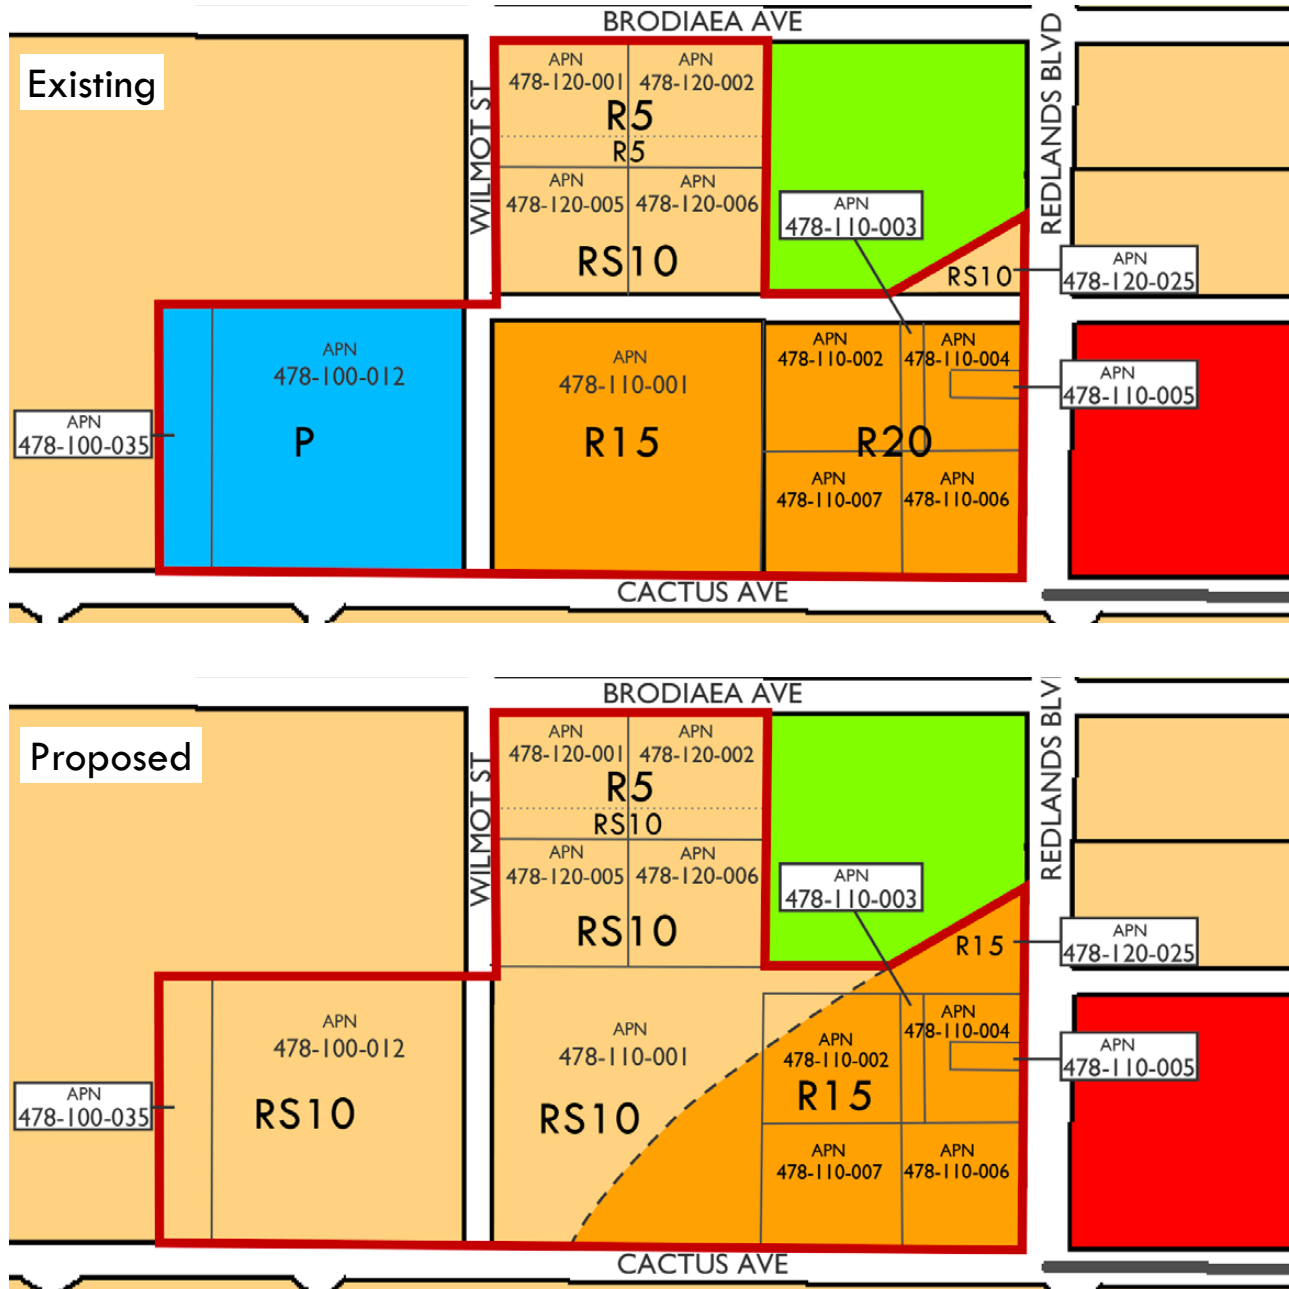 BRODIAEA AVE
Existing
WILMOT ST
REDLANDS BLVD
APN
478-120-001
APN
478-120-002
R5
R5
APN
478-120-005
APN
478-120-006
RS10
APN
478-110-003
RS10
APN
478-120-025
APN
478-100-012
P
APN
478-100-035
APN
478-110-001
R15
APN
478-110-002
APN
478-110-004
APN
478-110-005
R20
APN
478-110-007
APN
478-110-006
CACTUS AVE
BRODIAEA AVE
Proposed
WILMOT ST
REDLANDS BLV
APN
478-120-001
APN
478-120-002
R5
RS10
APN
478-120-005
APN
478-120-006
RS10
APN
478-110-003
R15
APN
478-120-025
APN
478-100-012
RS10
APN
478-100-035
APN
478-110-001
RS10
APN
478-110-002
R15
APN
478-110-004
APN
478-110-005
APN
478-110-007
APN
478-110-006
CACTUS AVE